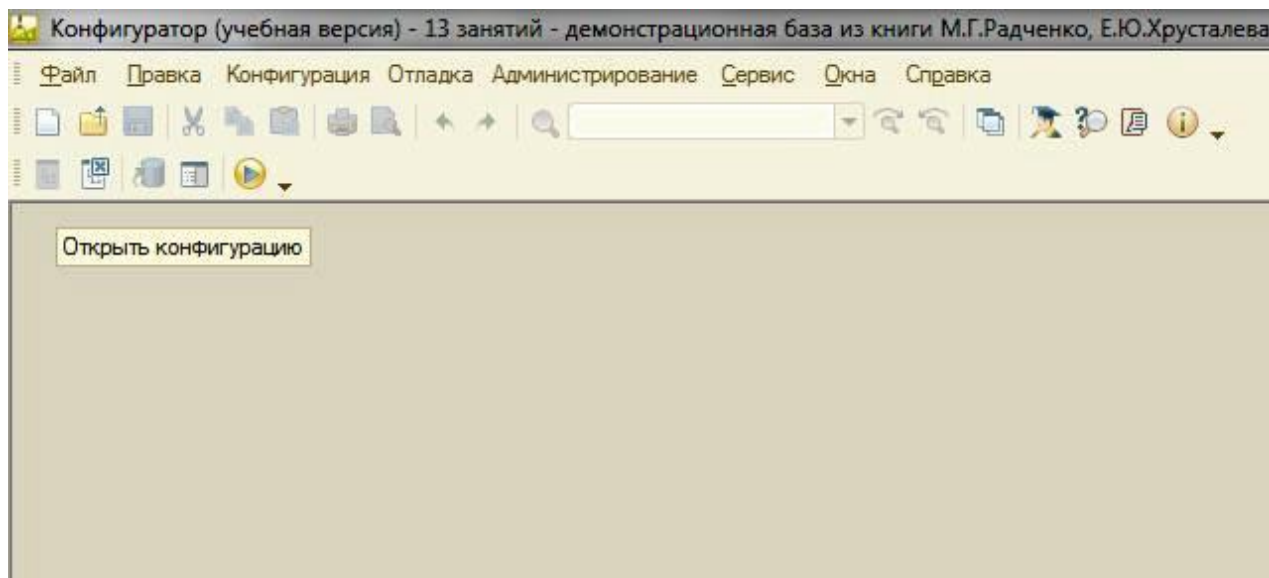 Конфигуратор (учебная версия) - 13 занятий - демонстрационная база из книги М.Г.Радченко, Е.Ю.Хрусталева
Файл Правка Конфигурация Отладка Администрирование Сервис Окна Справка
Открыть конфигурацию